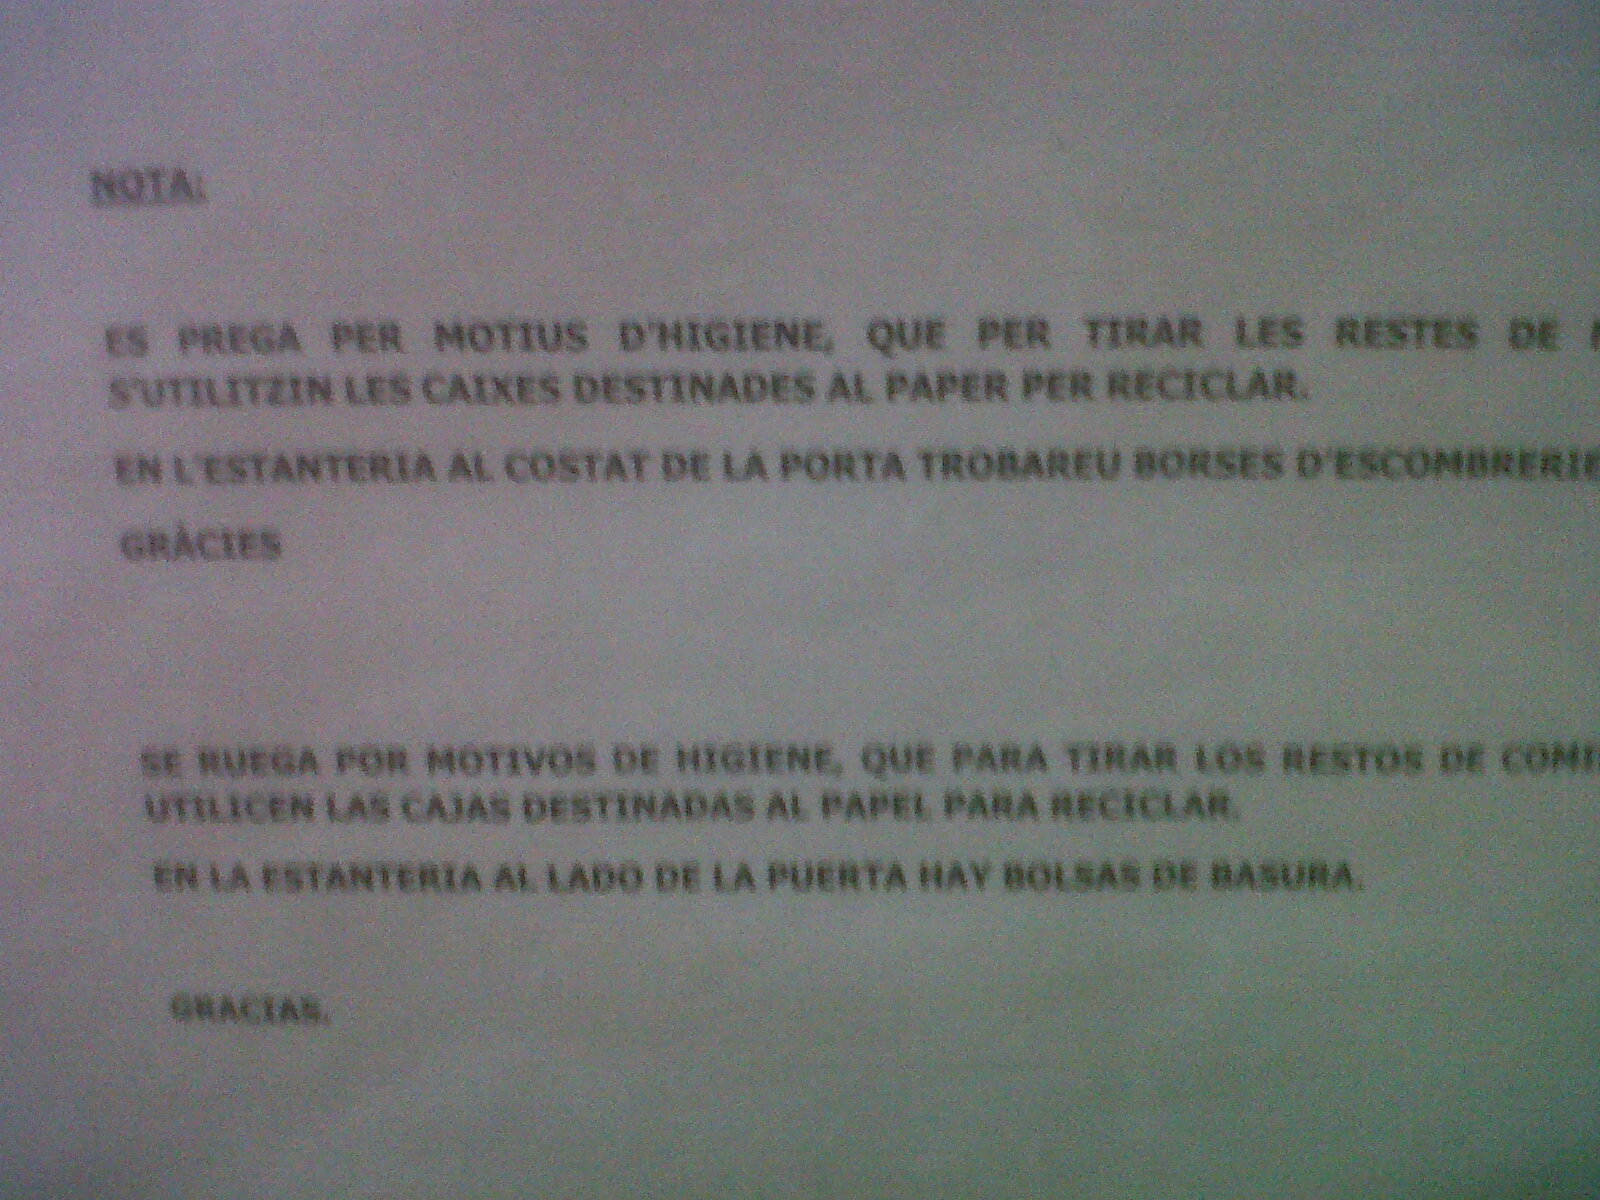 NOTA:
ES PREGA PER MOTIUS D'HIGIENE, QUE PER TIRAR LES RESTES DE
S'UTILITZIN LES CAIXES DESTINADES AL PAPER PER RECICLAR.
EN L'ESTANTERIA AL COSTAT DE LA PORTA TROBAREU BORSES D'ESCOMBRERIE
GRÀCIES
SE RUEGA POR MOTIVOS DE HIGIENE, QUE PARA TIRAR LOS RESTOS DE COMI
UTILICEN LAS CAJAS DESTINADAS AL PAPEL PARA RECICLAR.
EN LA ESTANTERIA AL LADO DE LA PUERTA HAY BOLSAS DE BASURA.
GRACIAS.